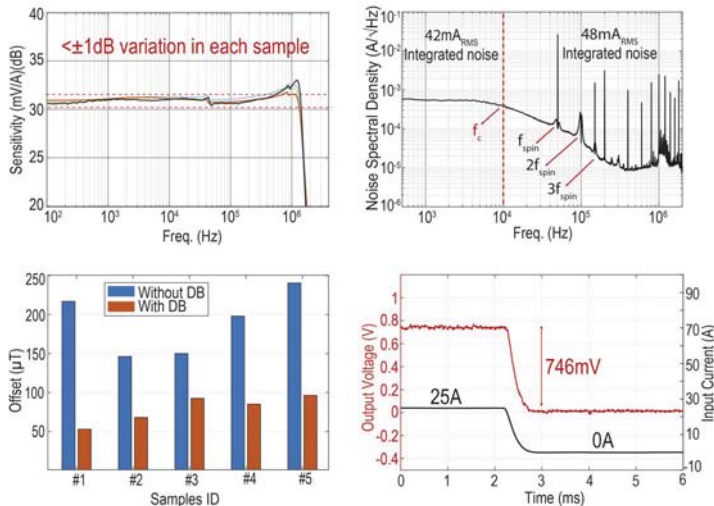 <±1dB variation in each sample
Sensitivity (mV/A)(dB)
40
35
30
25
20
10² 10³ 10⁴ 10⁵ 10⁶
Freq. (Hz)
42mA_RMS
Integrated noise
48mA_RMS
Integrated noise
Noise Spectral Density (A/√Hz)
10⁻¹
10⁻²
10⁻³
10⁻⁴
10⁻⁵
10⁻⁶
f_c
f_spin
2f_spin
3f_spin
10³ 10⁴ 10⁵ 10⁶
Freq. (Hz)
Offset (µT)
250
200
150
100
50
Without DB
With DB
#1 #2 #3 #4 #5
Samples ID
Output Voltage (V)
1
0.8
0.6
0.4
0.2
0
-0.2
-0.4
746mV
25A
0A
Input Current (A)
90
70
50
30
10
-10
0 1 2 3 4 5 6
Time (ms)